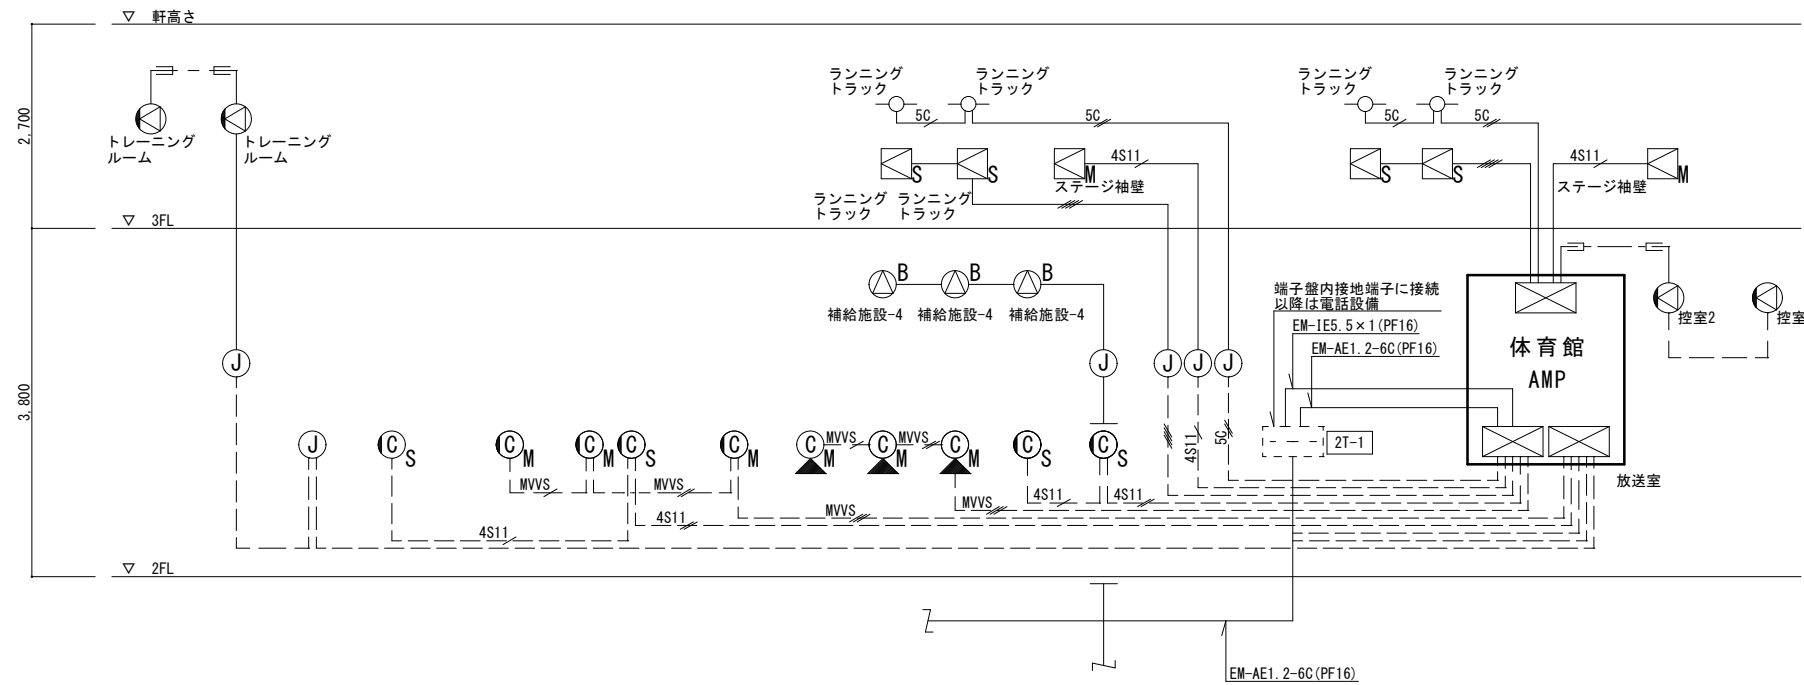 ▽ 軒高さ
2,700
トレーニング
ルーム
トレーニング
ルーム
ランニング
トラック
ランニング
トラック
5C
5C
S
S
M
4S11
ステージ袖壁
ランニング
トラック
ランニング
トラック
ランニング
トラック
ランニング
トラック
5C
5C
S
S
4S11
M
ステージ袖壁
▽ 3FL
3,800
B
B
B
補給施設-4
補給施設-4
補給施設-4
端子盤内接地端子に接続
以降は電話設備
EM-IE5.5×1(PF16)
EM-AE1.2-6C(PF16)
体育館
AMP
控室2
控室
J
J
J
J
J
J
C
S
C
M
C
M
C
S
C
M
C
M
C
M
C
M
C
S
C
S
MVVS
MVVS
MVVS
MVVS
4S11
4S11
MVVS
MVVS
4S11
4S11
4S11
5C
2T-1
放送室
▽ 2FL
EM-AE1.2-6C(PF16)